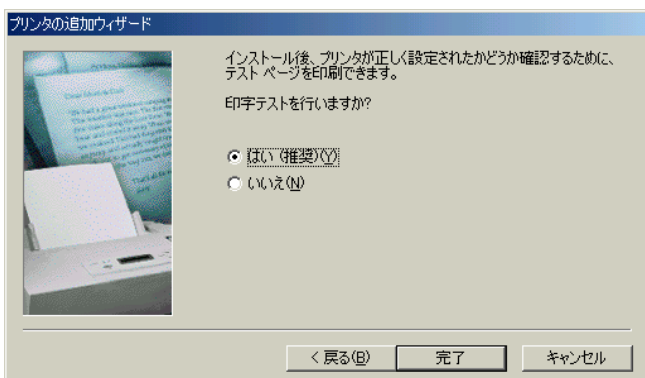 プリンタの追加ウィザード
インストール後、プリンタが正しく設定されたかどうか確認するために、
テスト ページを印刷できます。
印字テストを行いますか?
はい (推奨)(Y)
いいえ(N)
< 戻る(B)
完了
キャンセル